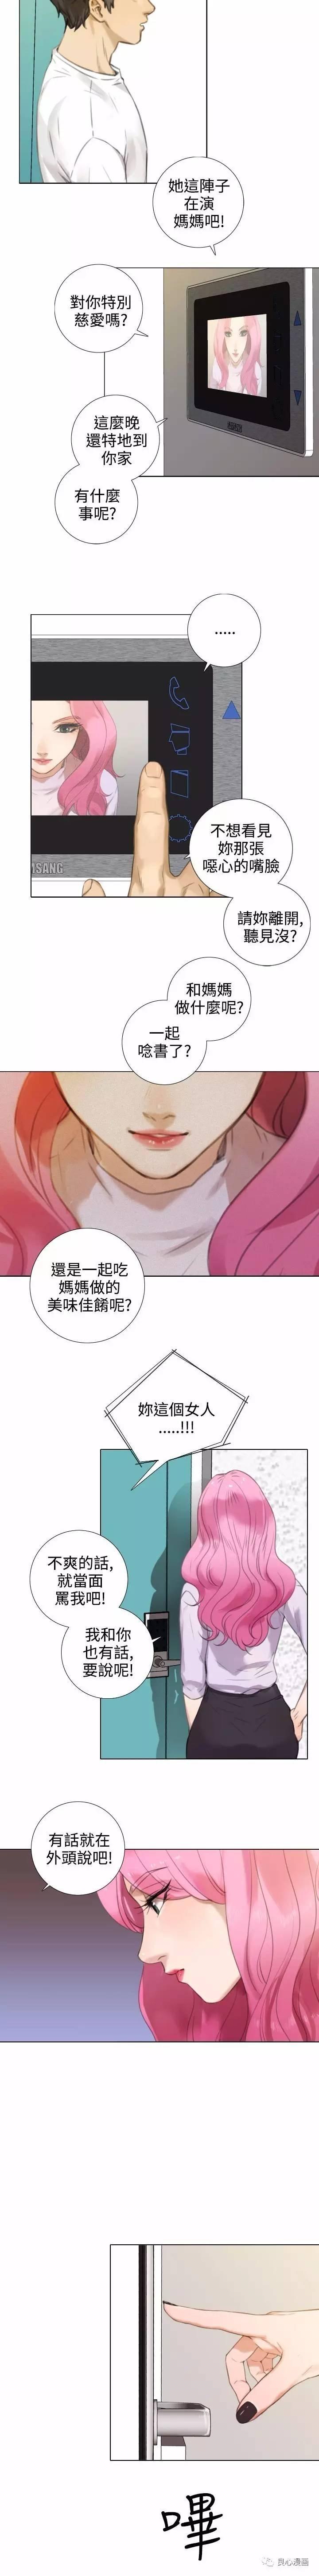 她這陣子
在演
媽媽吧!
對你特別
慈愛嗎?
這麼晚
還特地到
你家
有什麼
事呢?
.....
MSANG
不想看見
妳那張
噁心的嘴臉
請妳離開,
聽見沒?
和媽媽
做什麼呢?
一起
唸書了?
還是一起吃
媽媽做的
美味佳餚呢?
妳這個女人
.....!!!
不爽的話,
就當面
罵我吧!
我和你
也有話,
要說呢!
有話就在
外頭說吧!
嗶
良心漫画